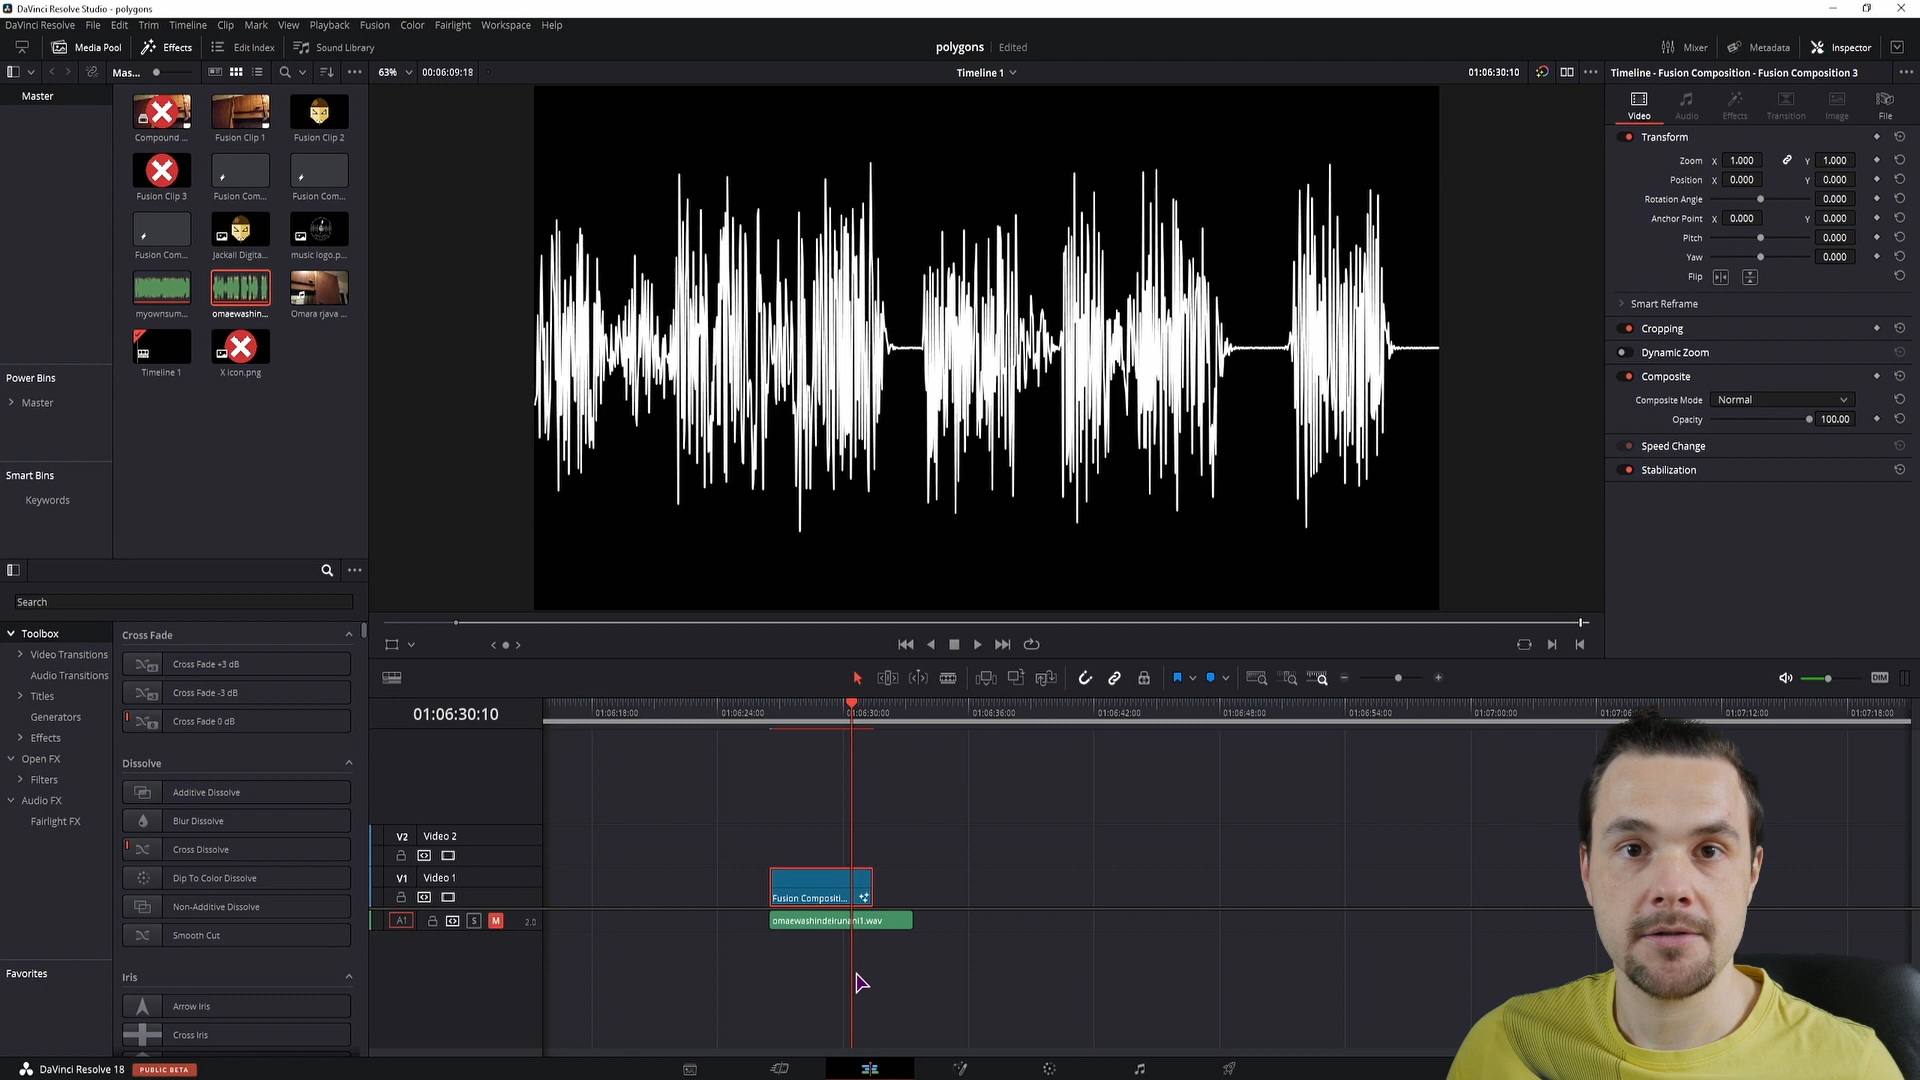 DaVinci Resolve Studio - polygons
DaVinci Resolve File Edit Trim Timeline Clip Mark View Playback Fusion Color Fairlight Workspace Help
Media Pool Effects Edit Index Sound Library polygons Edited Mixer Metadata Inspector
Mas... 63% 00:06:09:18 Timeline 1 01:06:30:10 Timeline - Fusion Composition - Fusion Composition 3
Master
Compound ... Fusion Clip 1 Fusion Clip 2
Fusion Clip 3 Fusion Com... Fusion Com...
Fusion Com... Jackall Digita... music logo.p...
myownsum... omaewashin... Omara rjava ...
Timeline 1 X icon.png
Power Bins
Master
Smart Bins
Keywords
Video Audio Effects Transition Image File
Transform
Zoom X 1.000 Y 1.000
Position X 0.000 Y 0.000
Rotation Angle 0.000
Anchor Point X 0.000 Y 0.000
Pitch 0.000
Yaw 0.000
Flip
Smart Reframe
Cropping
Dynamic Zoom
Composite
Composite Mode Normal
Opacity 100.00
Speed Change
Stabilization
Search
Toolbox
Video Transitions
Audio Transitions
Titles
Generators
Effects
Open FX
Filters
Audio FX
Fairlight FX
Favorites
Cross Fade
Cross Fade +3 dB
Cross Fade -3 dB
Cross Fade 0 dB
Dissolve
Additive Dissolve
Blur Dissolve
Cross Dissolve
Dip To Color Dissolve
Non-Additive Dissolve
Smooth Cut
Iris
Arrow Iris
Cross Iris
DIM
01:06:30:10 01:06:18:00 01:06:24:00 01:06:30:00 01:06:36:00 01:06:42:00 01:06:48:00 01:06:54:00 01:07:00:00 01:07:12:00 01:07:18:00
V2 Video 2
V1 Video 1
Fusion Compositi...
A1 S M 2.0
omaewashindeirunani1.wav
DaVinci Resolve 18 PUBLIC BETA